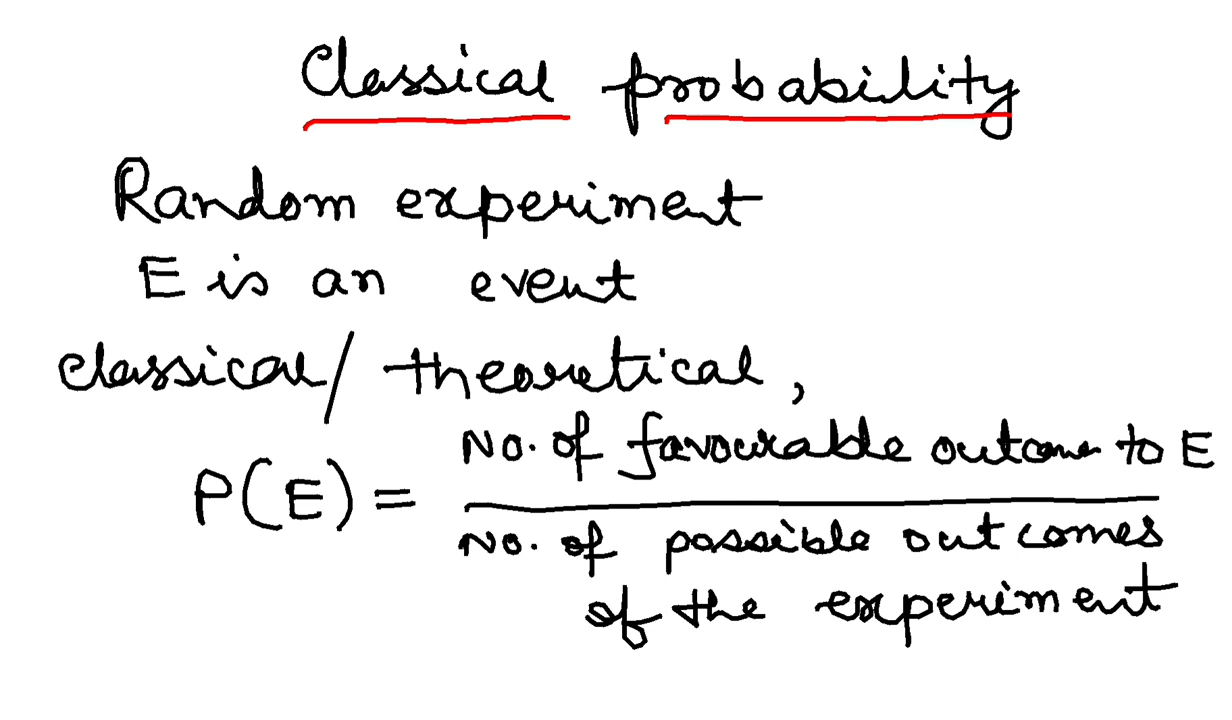 Classical probability
Random experiment
E is an event
classical/ theoretical,
P(E) = No. of favourable outcomes to E
No. of possible outcomes
of the experiment